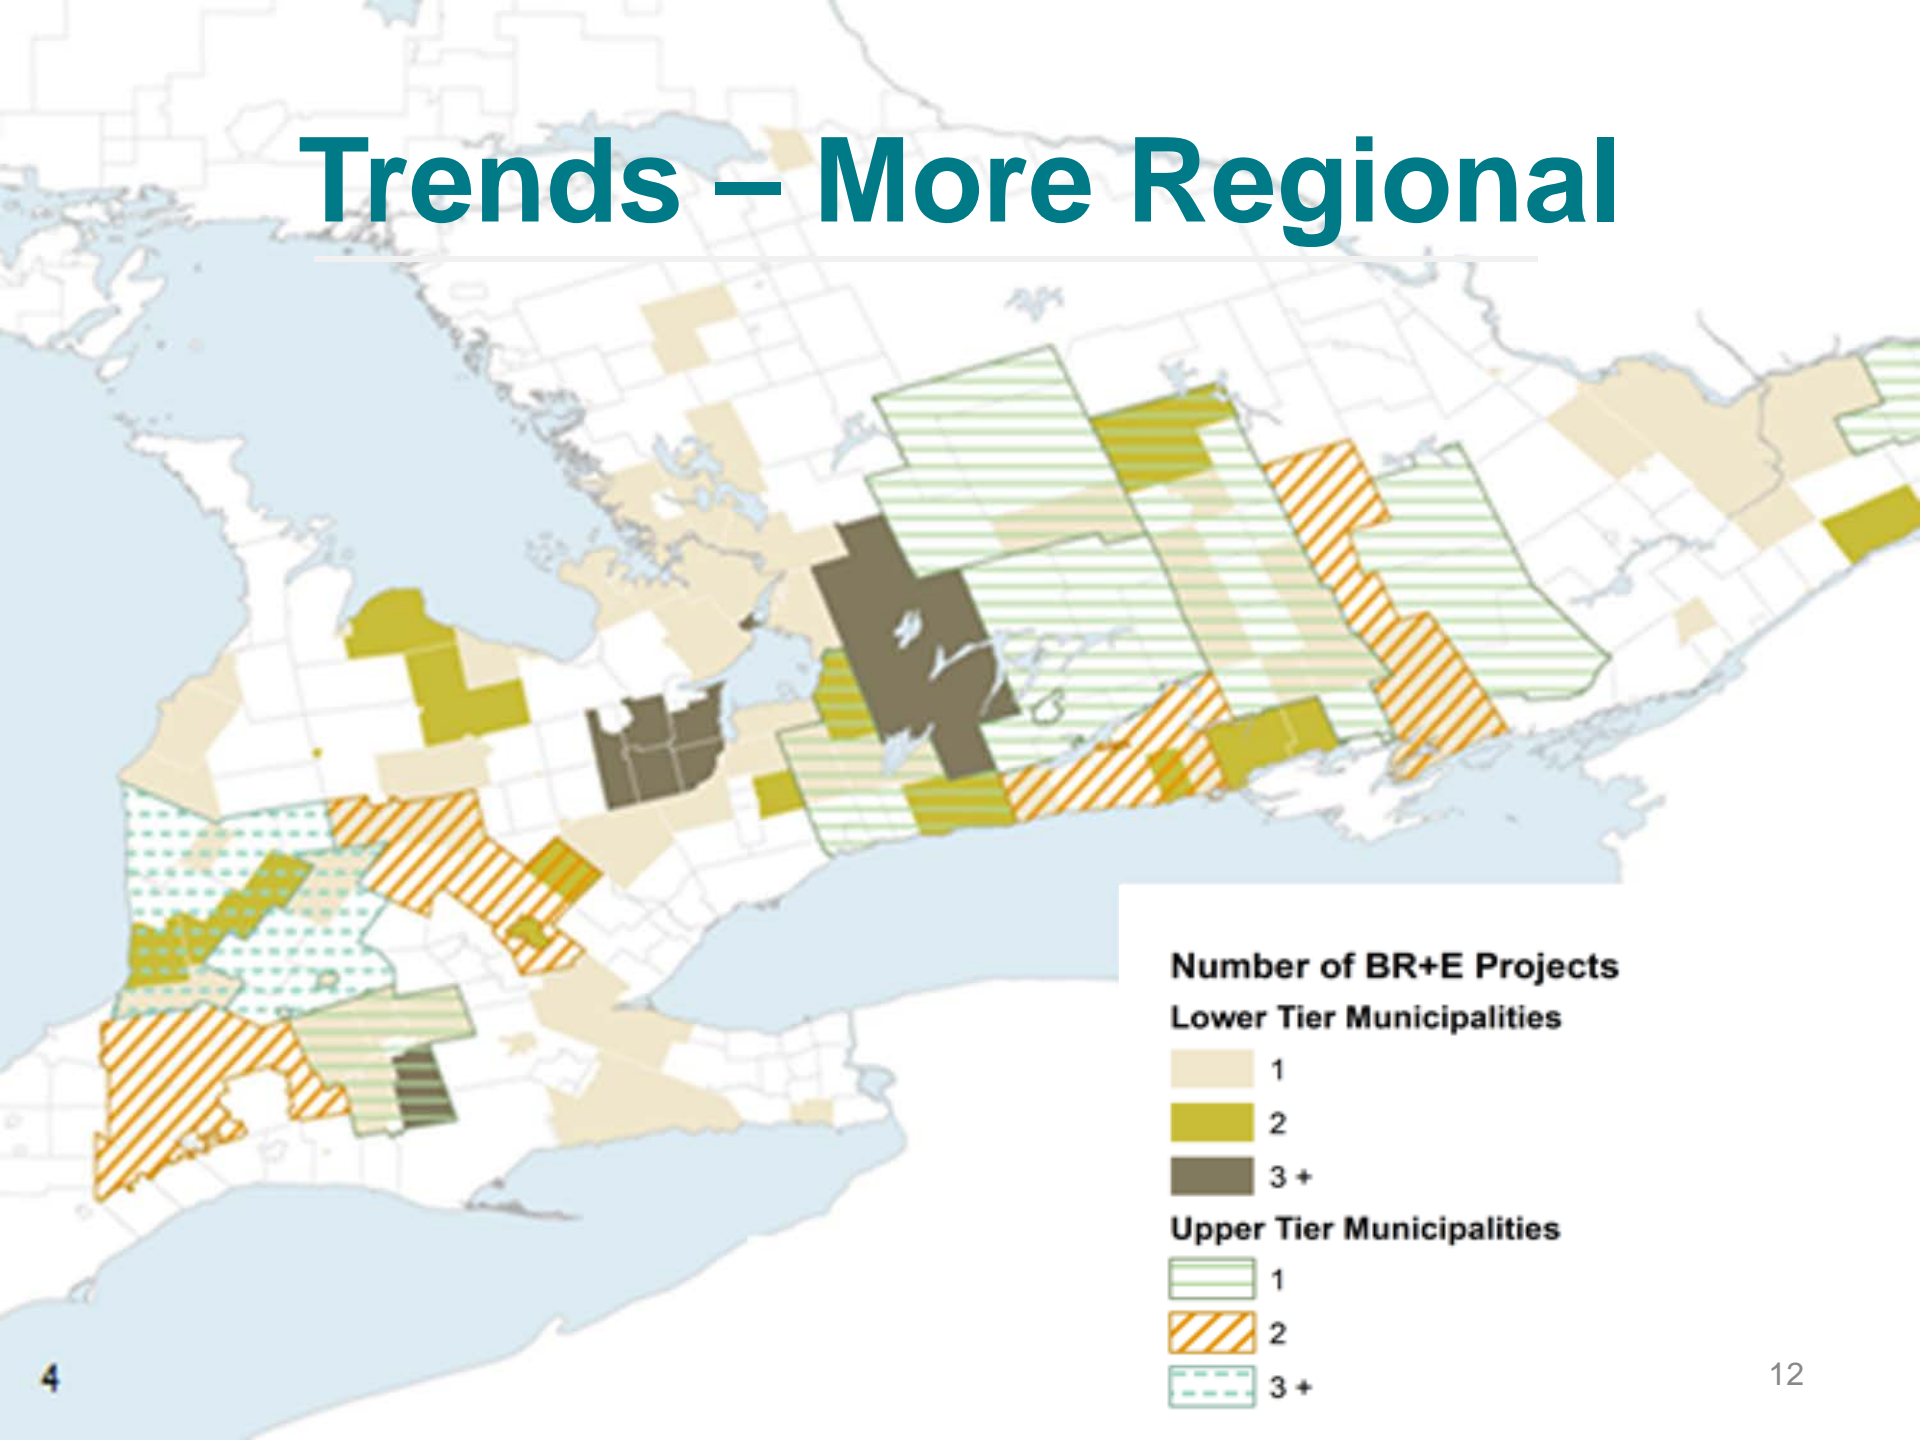 Trends – More Regional
Number of BR+E Projects
Lower Tier Municipalities
1
2
3 +
Upper Tier Municipalities
1
2
3 +
4
12